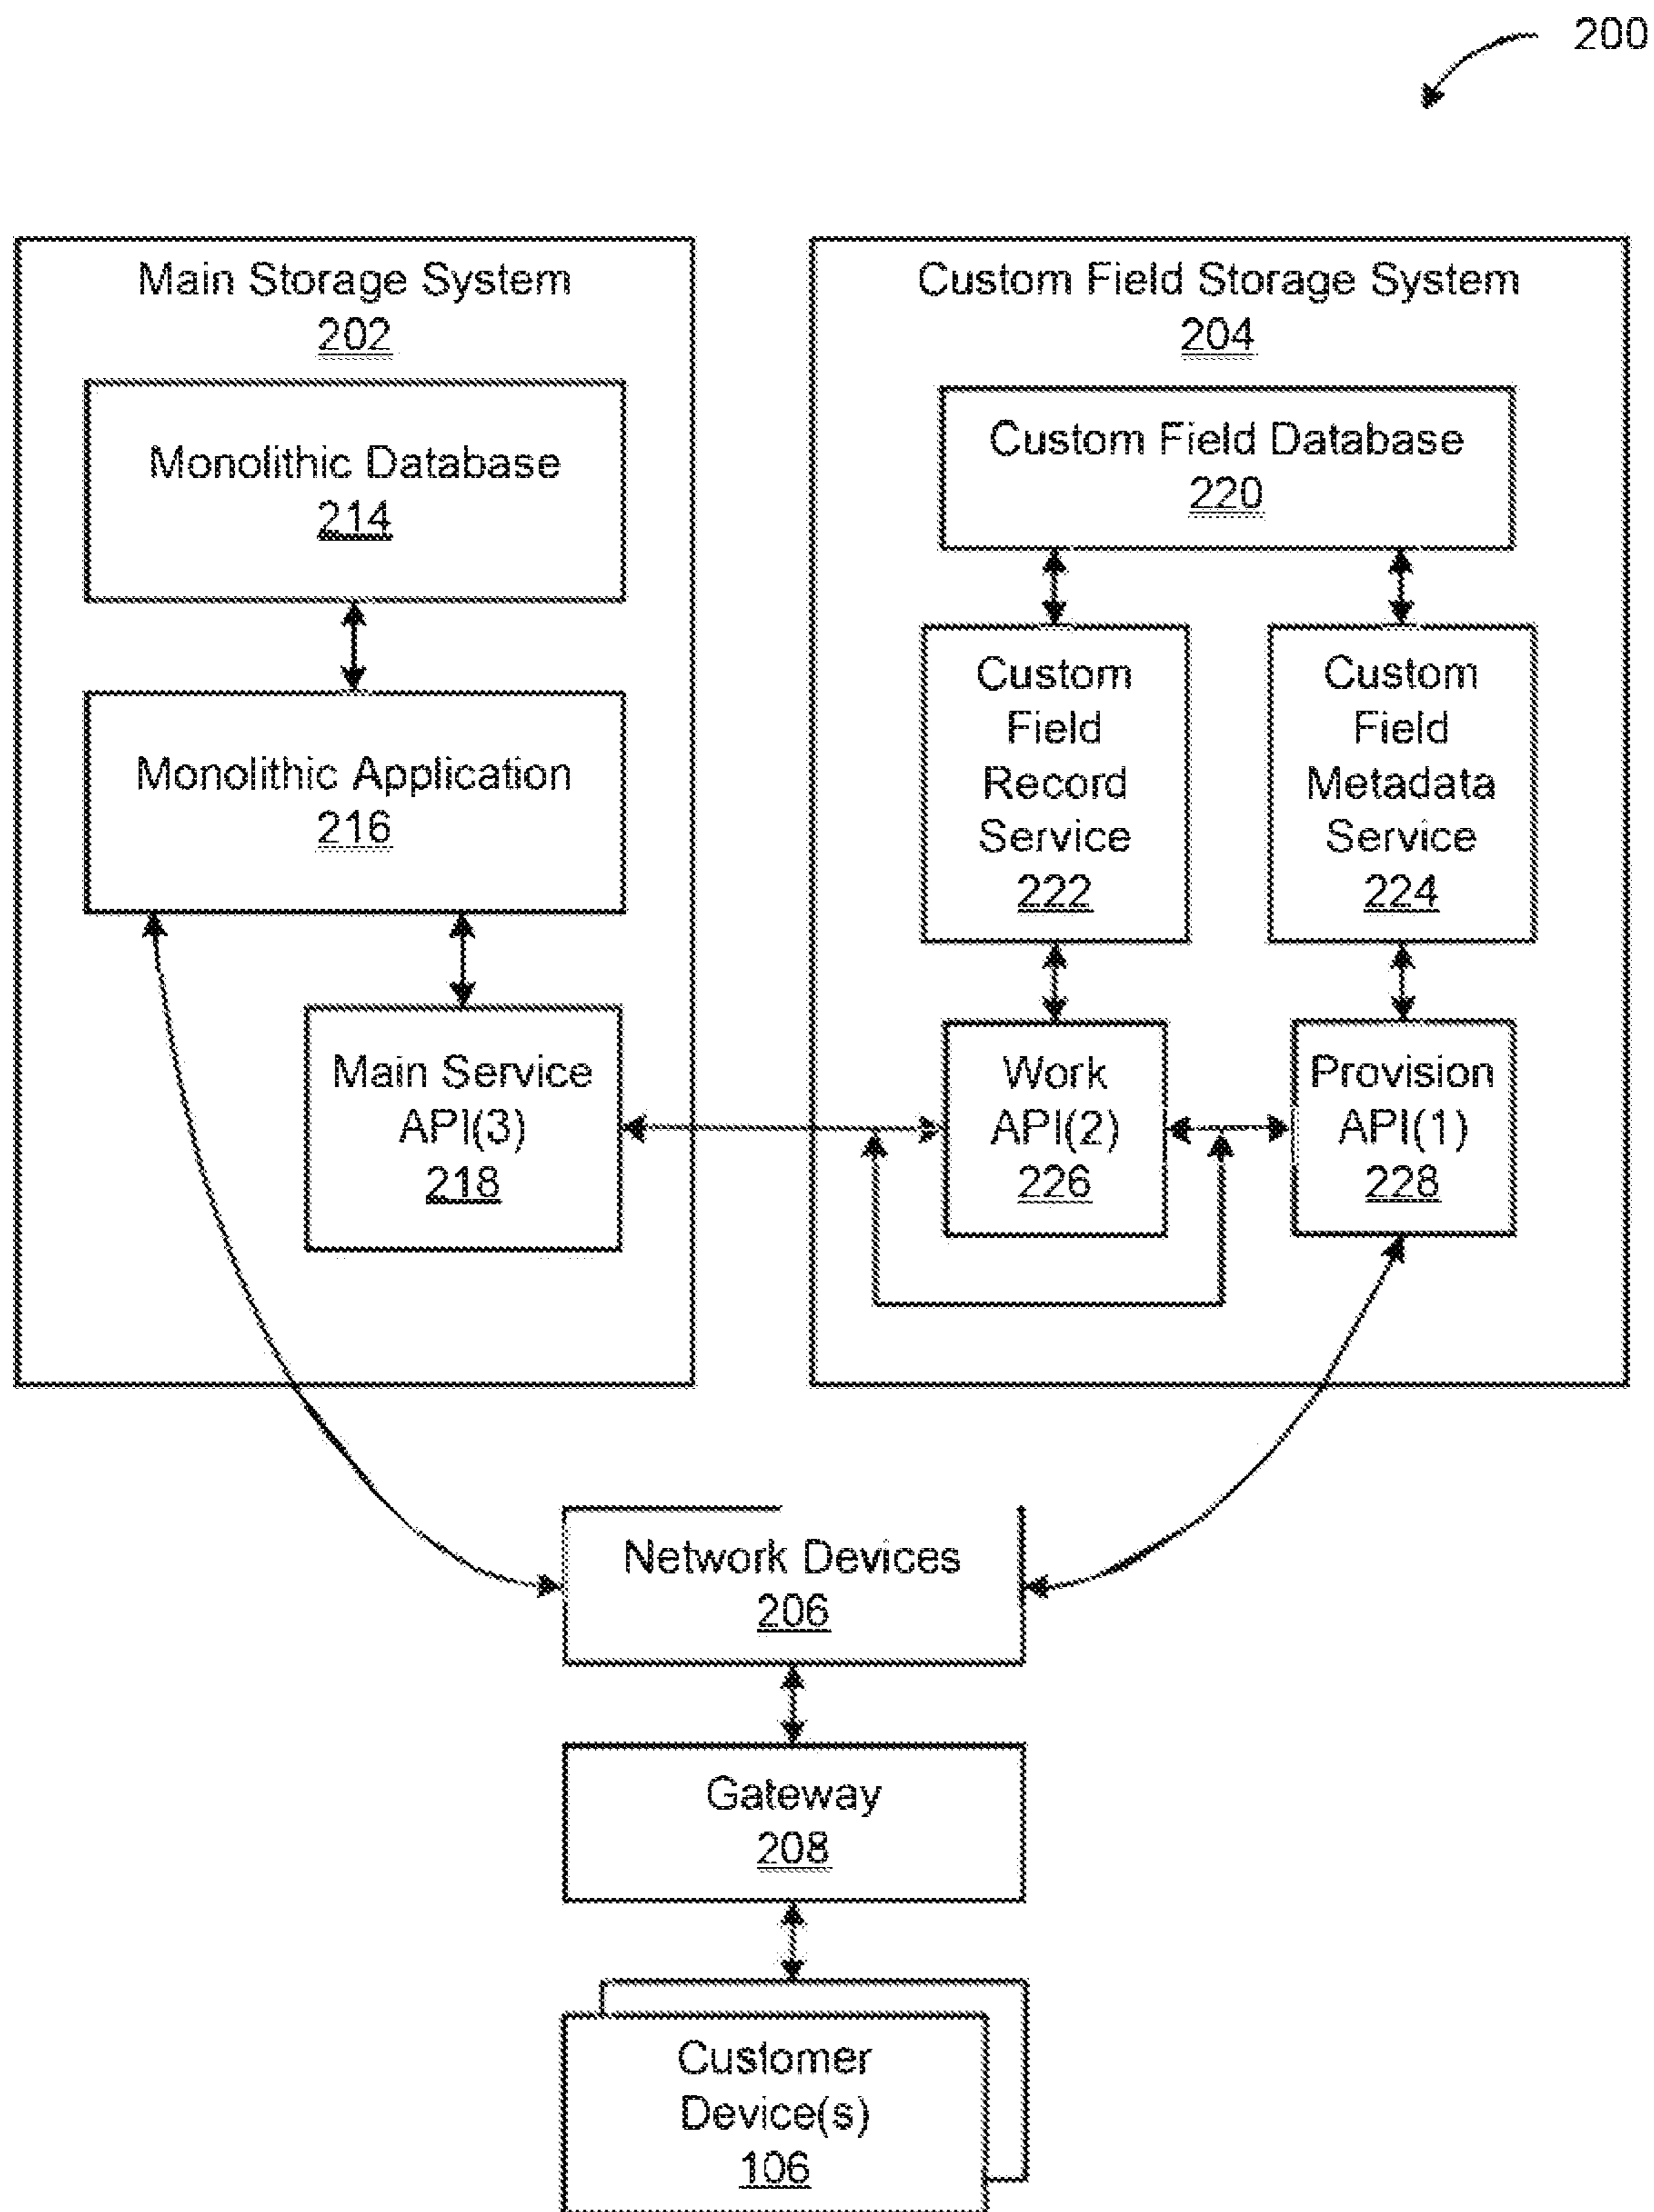 200
Main Storage System
202
Monolithic Database
214
Monolithic Application
216
Main Service
API(3)
218
Custom Field Storage System
204
Custom Field Database
220
Custom
Field
Record
Service
222
Custom
Field
Metadata
Service
224
Work
API(2)
226
Provision
API(1)
228
Network Devices
206
Gateway
208
Customer
Device(s)
106